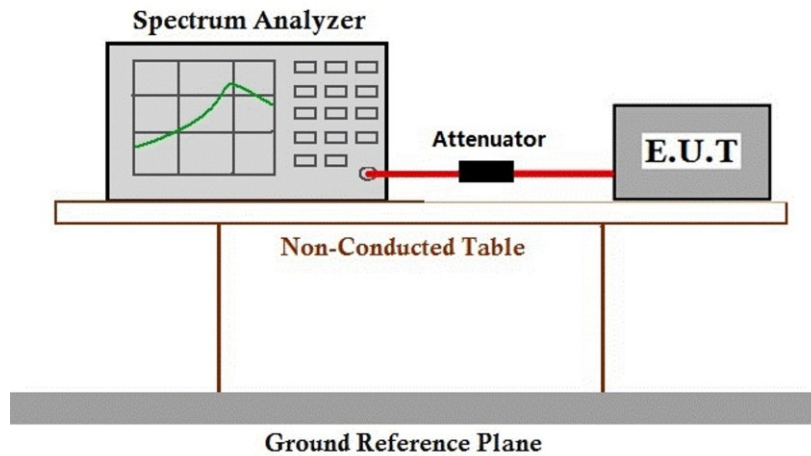 Spectrum Analyzer
Attenuator
E.U.T
Non-Conducted Table
Ground Reference Plane